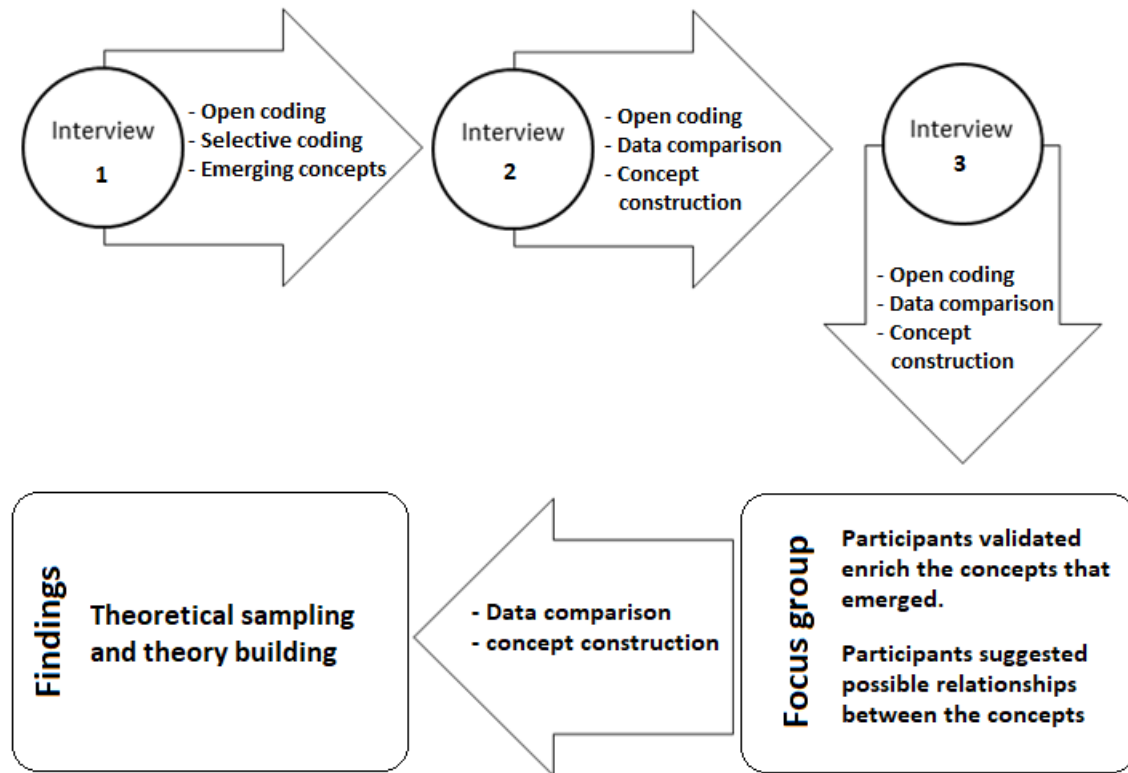 Interview
1
- Open coding
- Selective coding
- Emerging concepts
Interview
2
- Open coding
- Data comparison
- Concept
construction
Interview
3
- Open coding
- Data comparison
- Concept
construction
Focus group
Participants validated
enrich the concepts that
emerged.
Participants suggested
possible relationships
between the concepts
- Data comparison
- concept construction
Findings
Theoretical sampling
and theory building